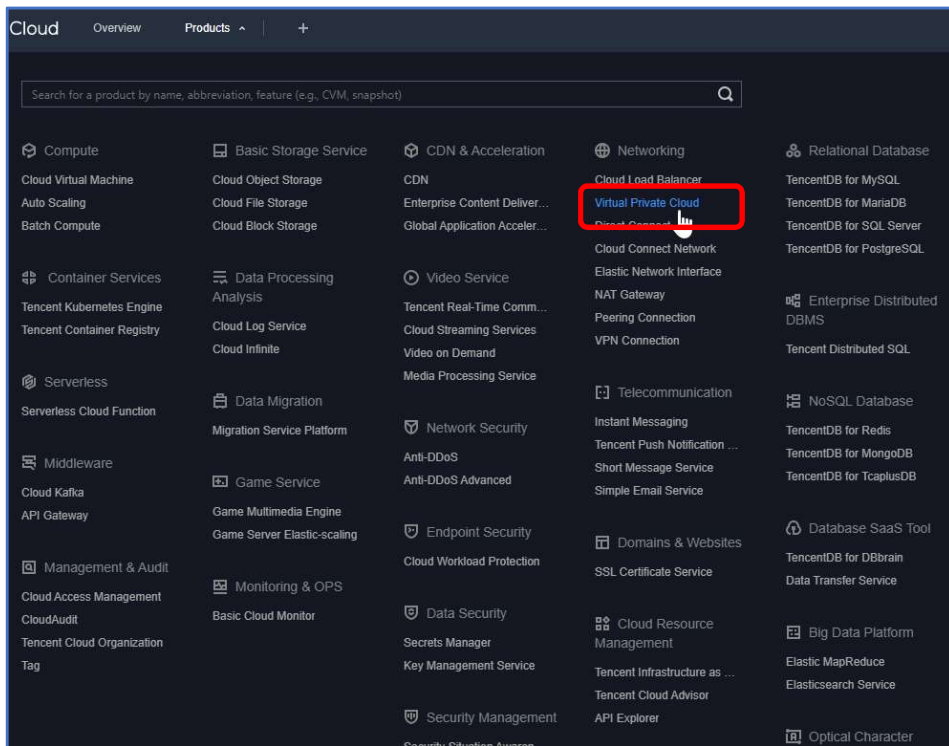 Cloud
Overview
Products
+
Search for a product by name, abbreviation, feature (e.g., CVM, snapshot)
Compute
Cloud Virtual Machine
Auto Scaling
Batch Compute
Container Services
Tencent Kubernetes Engine
Tencent Container Registry
Serverless
Serverless Cloud Function
Middleware
Cloud Kafka
API Gateway
Management & Audit
Cloud Access Management
CloudAudit
Tencent Cloud Organization
Tag
Basic Storage Service
Cloud Object Storage
Cloud File Storage
Cloud Block Storage
Data Processing
Analysis
Cloud Log Service
Cloud Infinite
Data Migration
Migration Service Platform
Game Service
Game Multimedia Engine
Game Server Elastic-scaling
Monitoring & OPS
Basic Cloud Monitor
CDN & Acceleration
CDN
Enterprise Content Deliver...
Global Application Acceler...
Video Service
Tencent Real-Time Comm...
Cloud Streaming Services
Video on Demand
Media Processing Service
Network Security
Anti-DDoS
Anti-DDoS Advanced
Endpoint Security
Cloud Workload Protection
Data Security
Secrets Manager
Key Management Service
Security Management
Security Situation Awaren
Networking
Cloud Load Balancer
Virtual Private Cloud
Direct Connect
Cloud Connect Network
Elastic Network Interface
NAT Gateway
Peering Connection
VPN Connection
Telecommunication
Instant Messaging
Tencent Push Notification ...
Short Message Service
Simple Email Service
Domains & Websites
SSL Certificate Service
Cloud Resource
Management
Tencent Infrastructure as ...
Tencent Cloud Advisor
API Explorer
Relational Database
TencentDB for MySQL
TencentDB for MariaDB
TencentDB for SQL Server
TencentDB for PostgreSQL
Enterprise Distributed
DBMS
Tencent Distributed SQL
NoSQL Database
TencentDB for Redis
TencentDB for MongoDB
TencentDB for TcaplusDB
Database SaaS Tool
TencentDB for DBbrain
Data Transfer Service
Big Data Platform
Elastic MapReduce
Elasticsearch Service
Optical Character